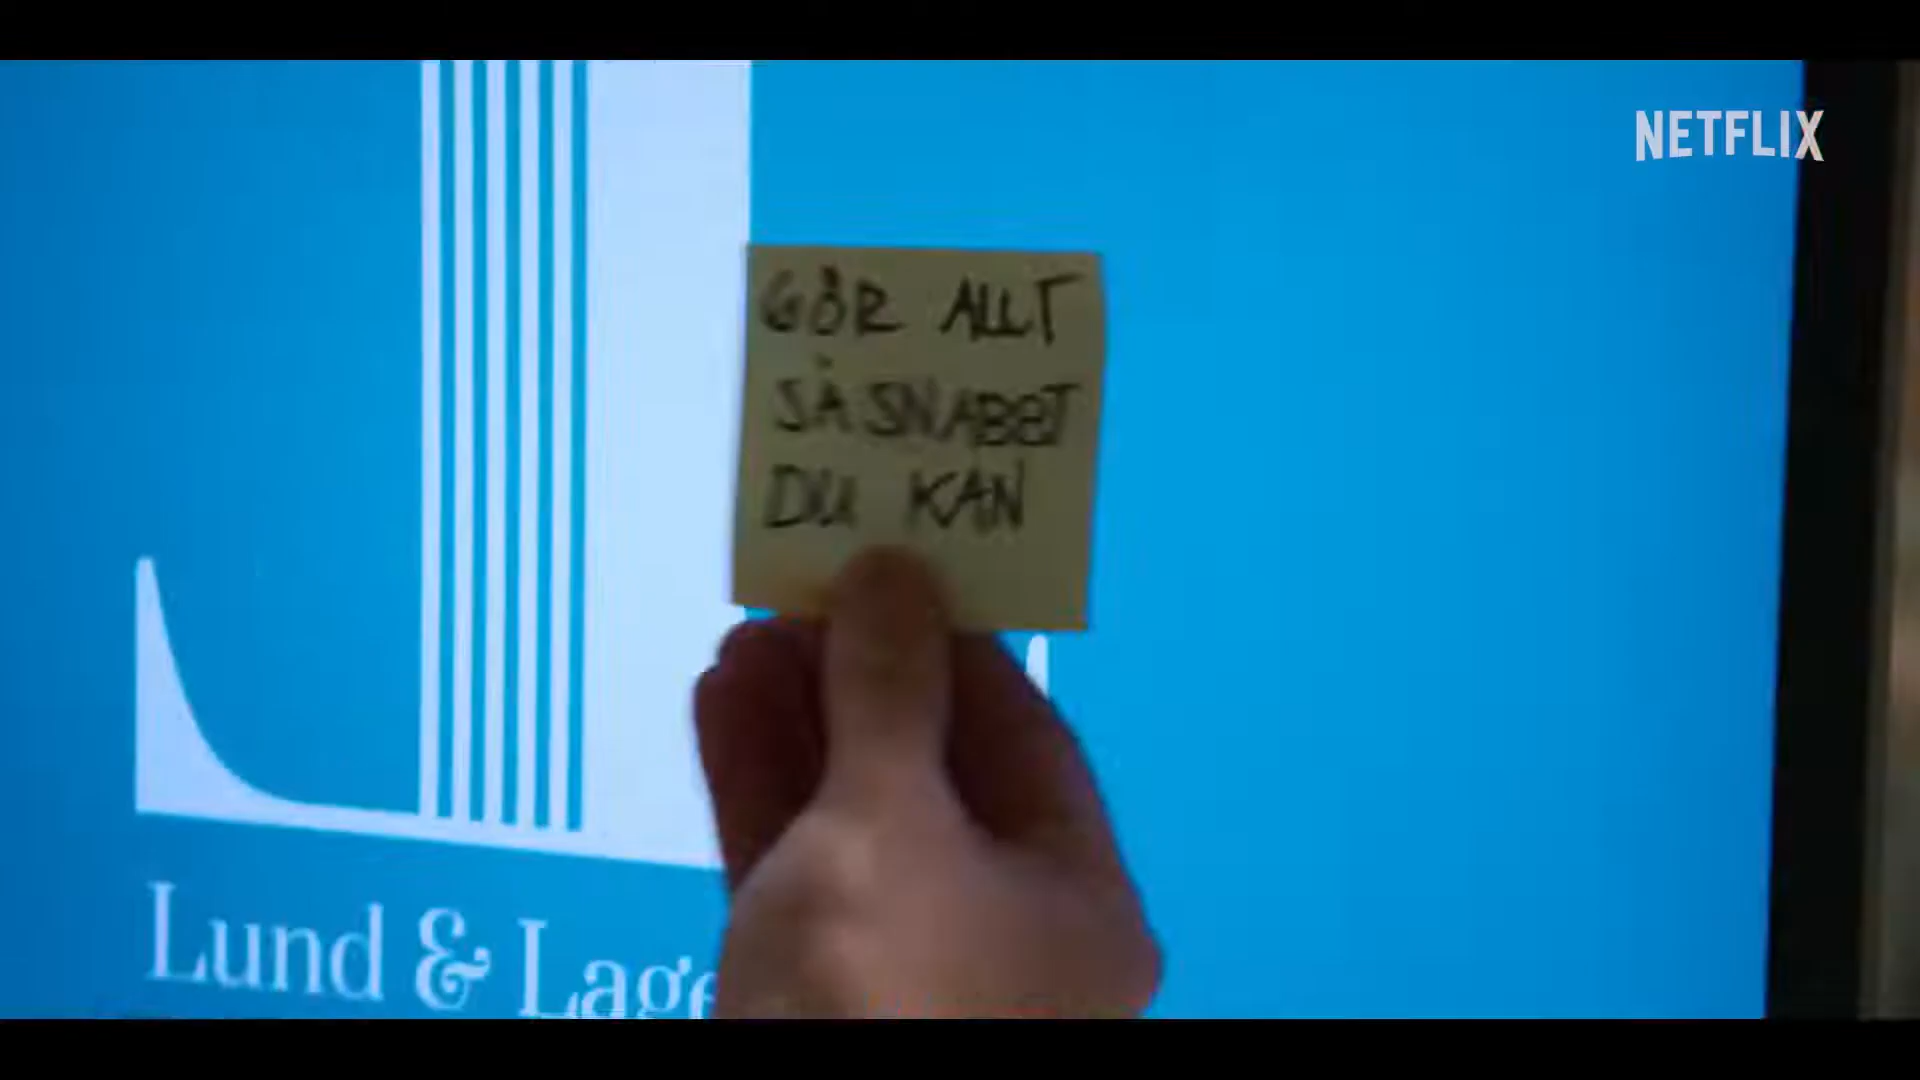 NETFLIX
GÖR ALLT
SÅ SNABBT
DU KAN
Lund &